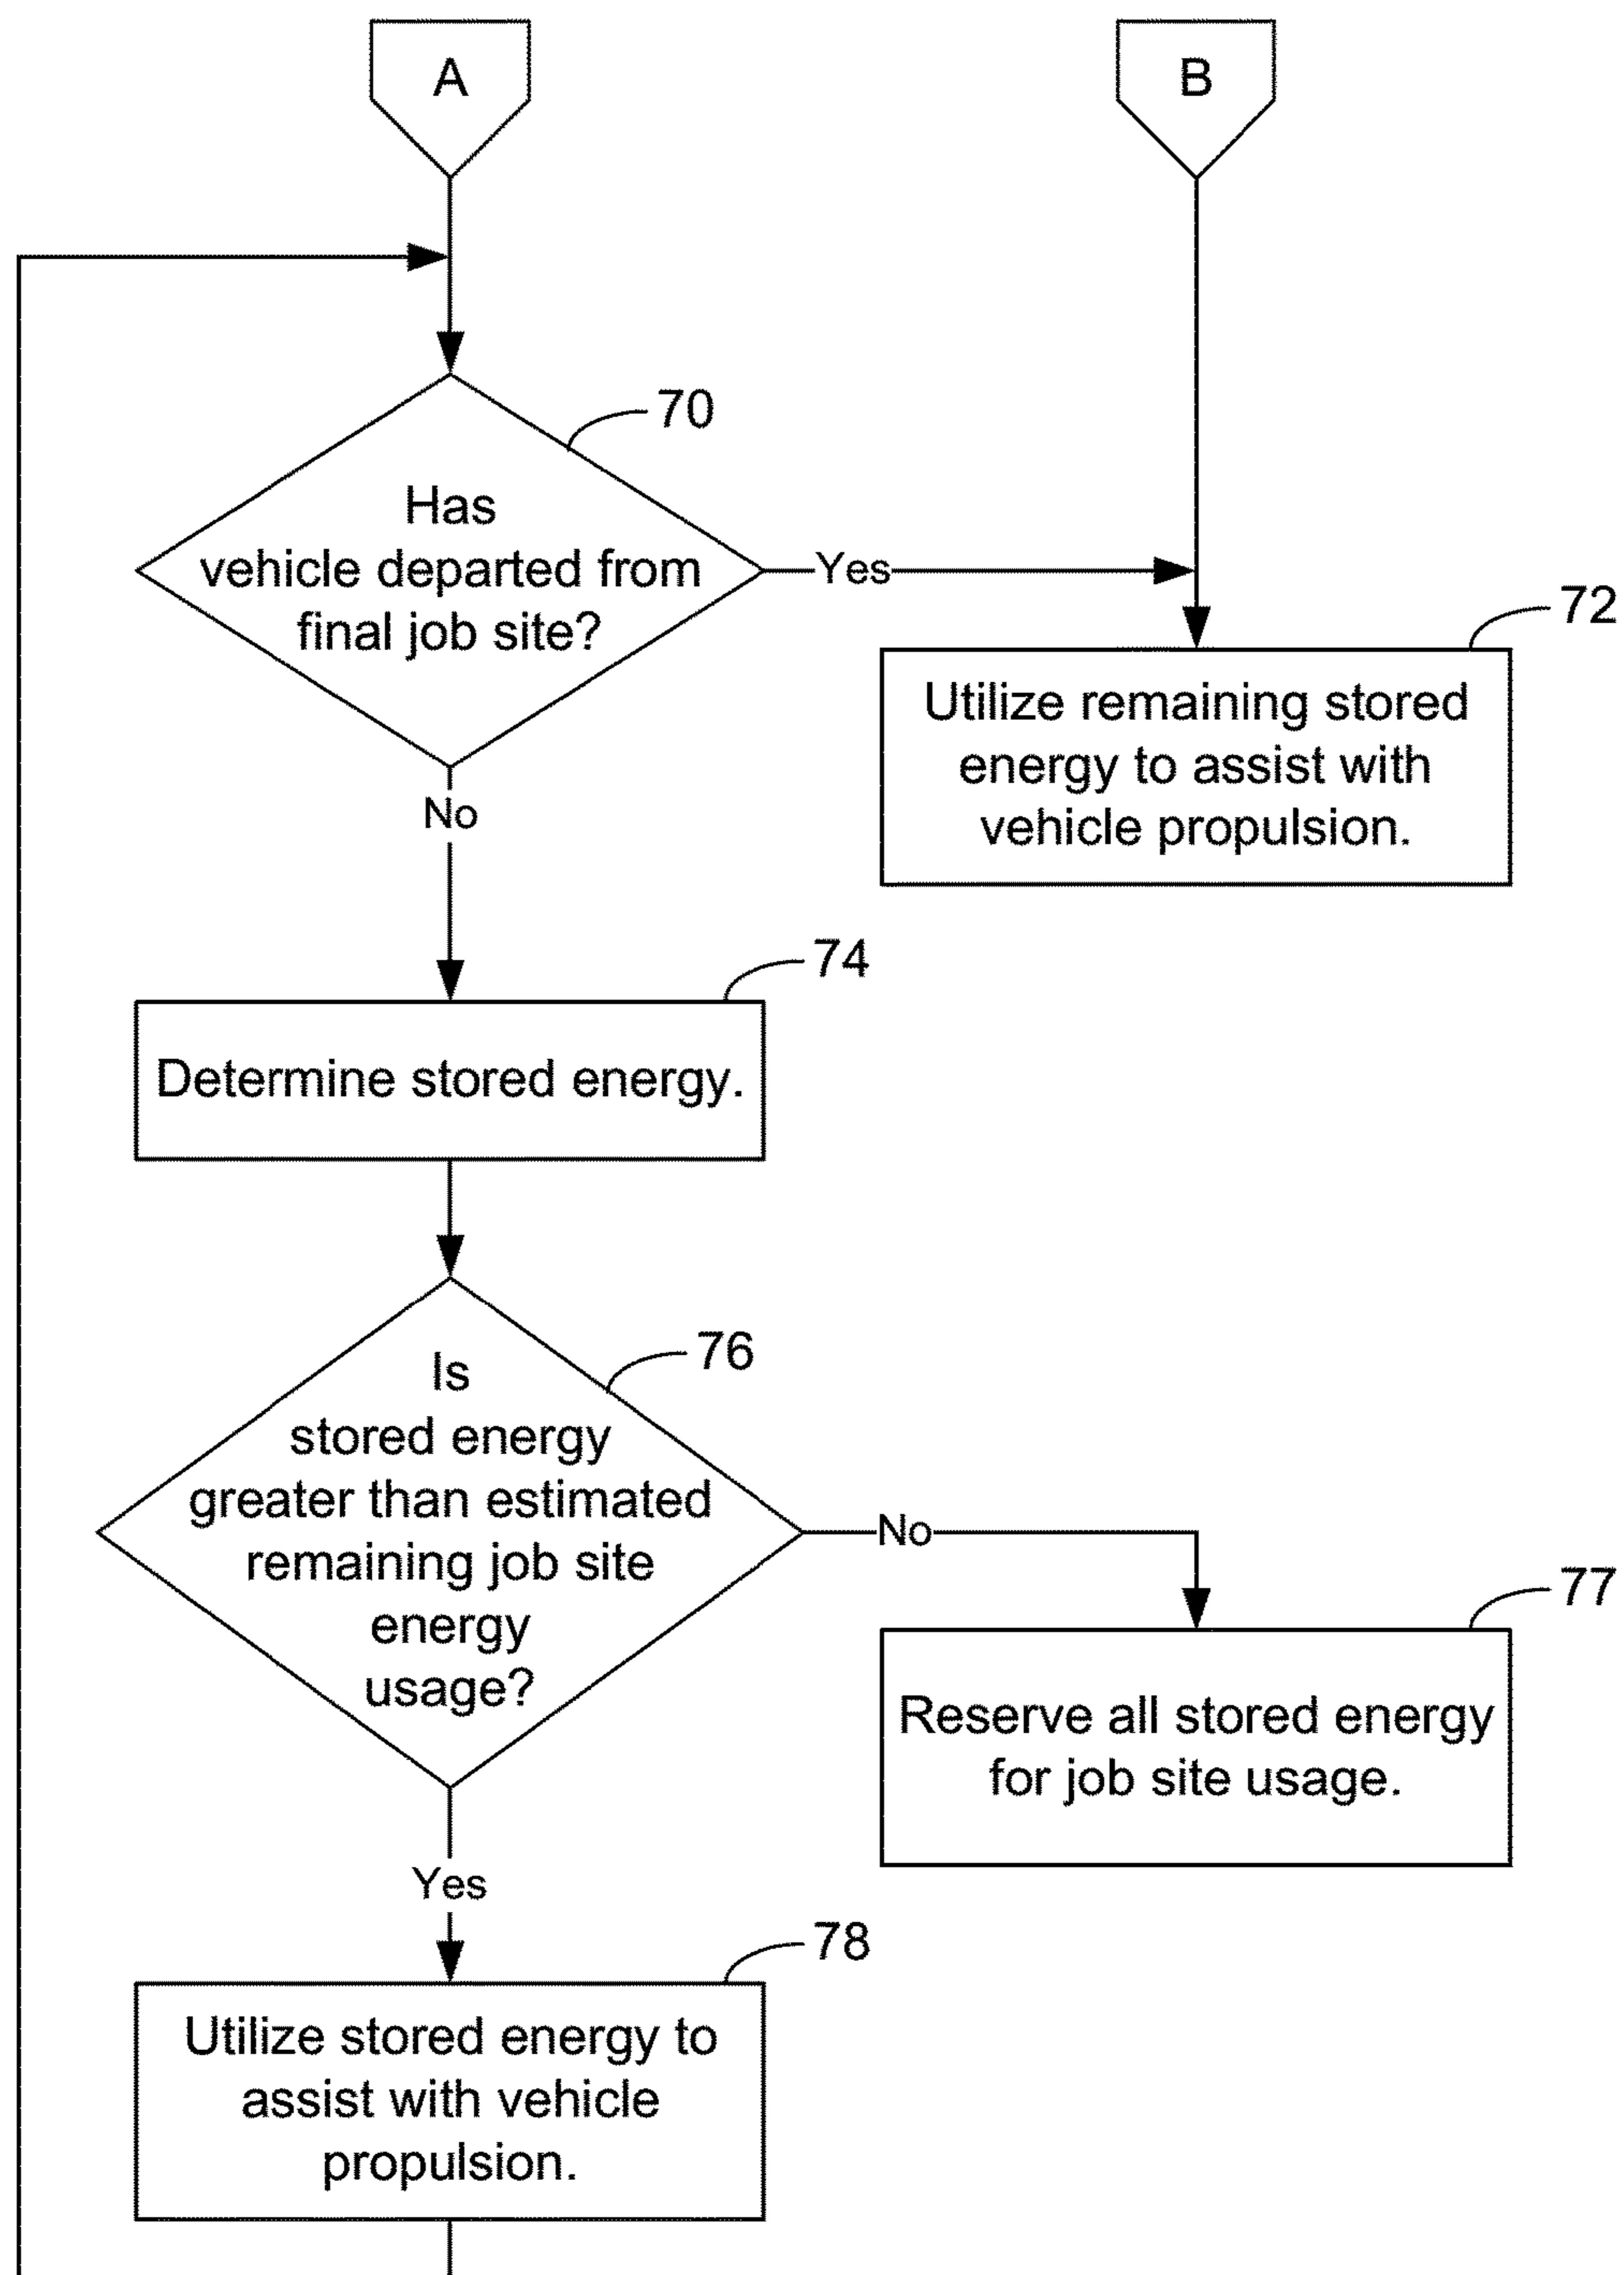 A
B
70
Has
vehicle departed from
final job site?
Yes
72
Utilize remaining stored
energy to assist with
vehicle propulsion.
No
74
Determine stored energy.
76
Is
stored energy
greater than estimated
remaining job site
energy
usage?
No
77
Reserve all stored energy
for job site usage.
Yes
78
Utilize stored energy to
assist with vehicle
propulsion.